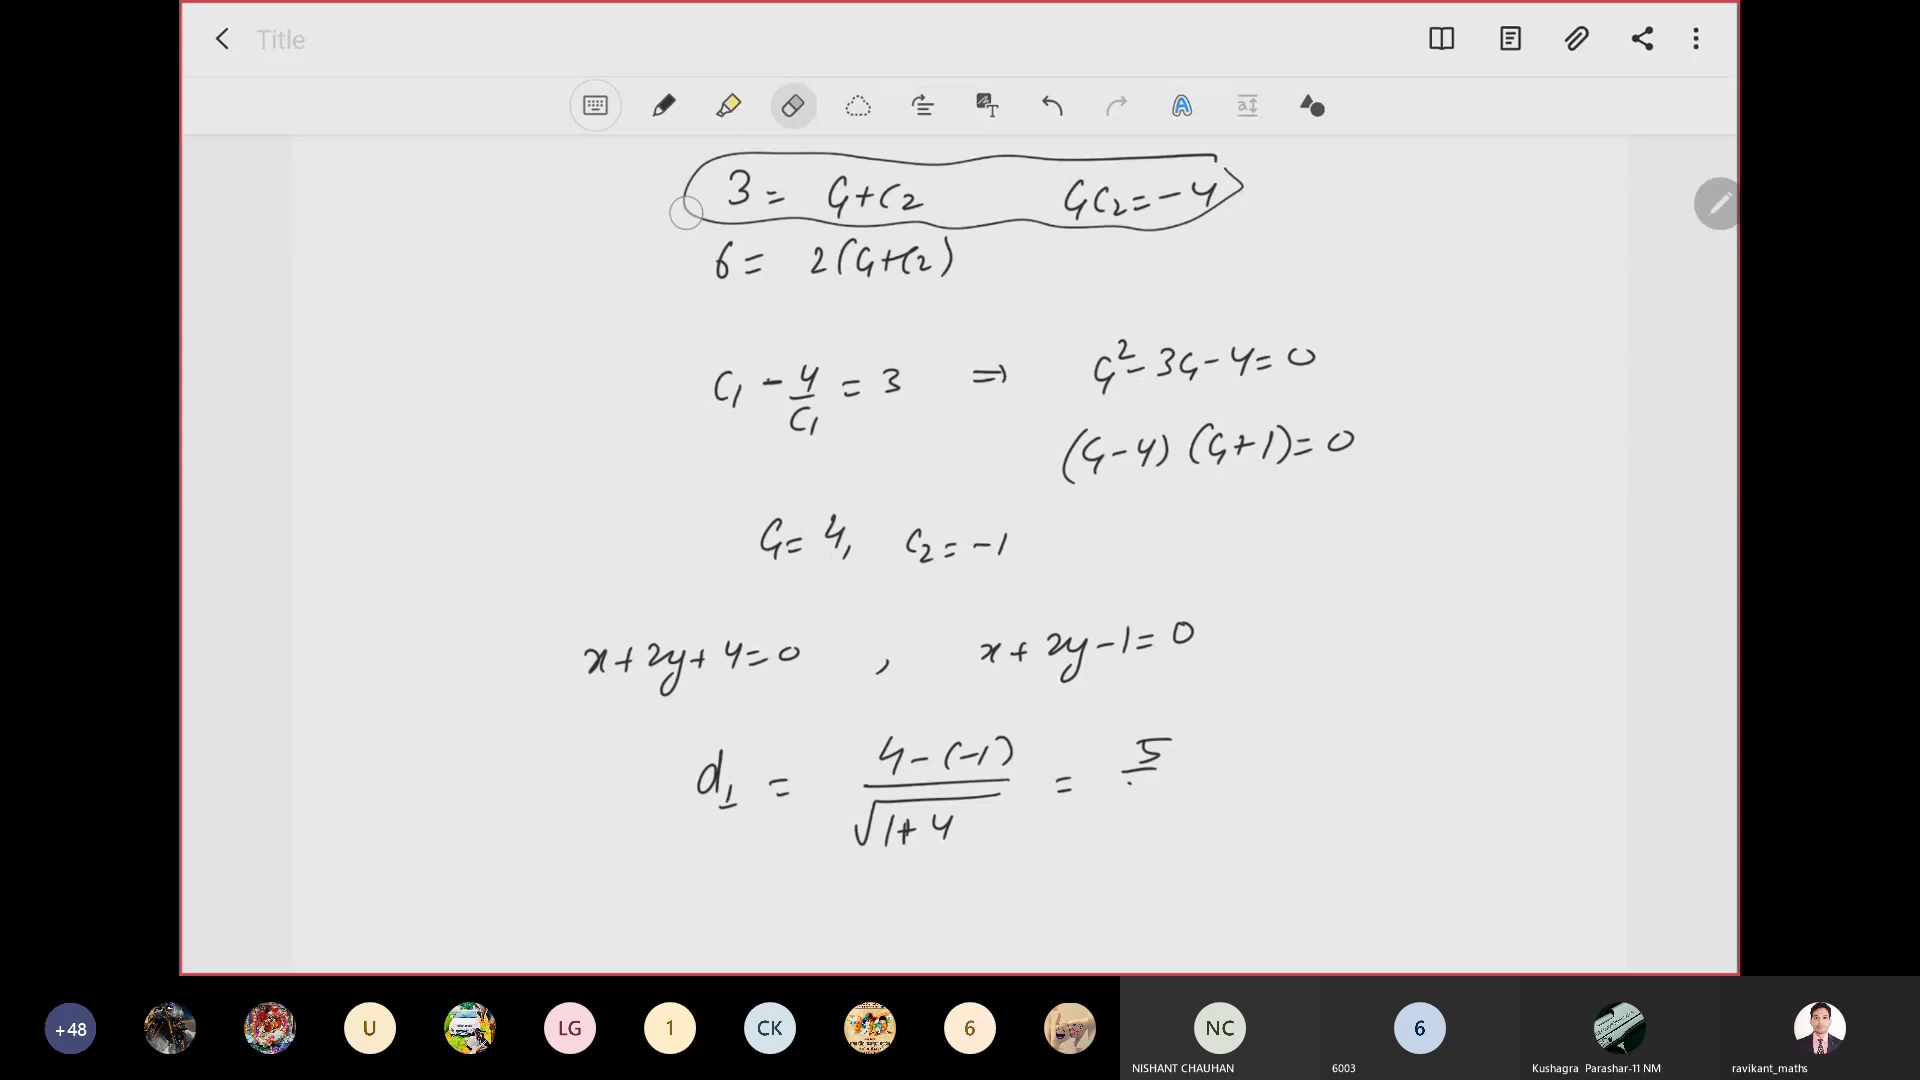 Title
3 = C1+C2 C1C2 = -4
6 = 2(C1+C2)
C1 - 4/C1 = 3 ⇒ C1² - 3C1 - 4 = 0
(C1-4) (C1+1) = 0
C1 = 4, C2 = -1
x+2y+4=0 , x+2y-1=0
d1 = 4-(-1)/√1+4 = 5
+48 U LG 1 CK 6 NC 6
NISHANT CHAUHAN 6003 Kushagra Parashar-11 NM ravikant_maths